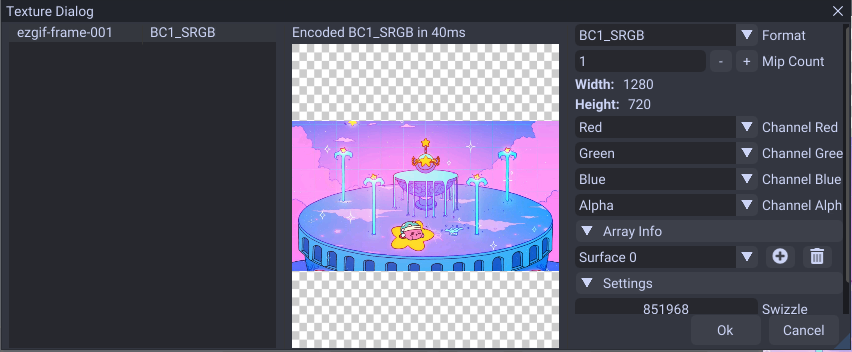 Texture Dialog
ezgif-frame-001 BC1_SRGB
Encoded BC1_SRGB in 40ms
BC1_SRGB Format
1 - + Mip Count
Width: 1280
Height: 720
Red Channel Red
Green Channel Gree
Blue Channel Blue
Alpha Channel Alph
Array Info
Surface 0
Settings
851968 Swizzle
Ok Cancel